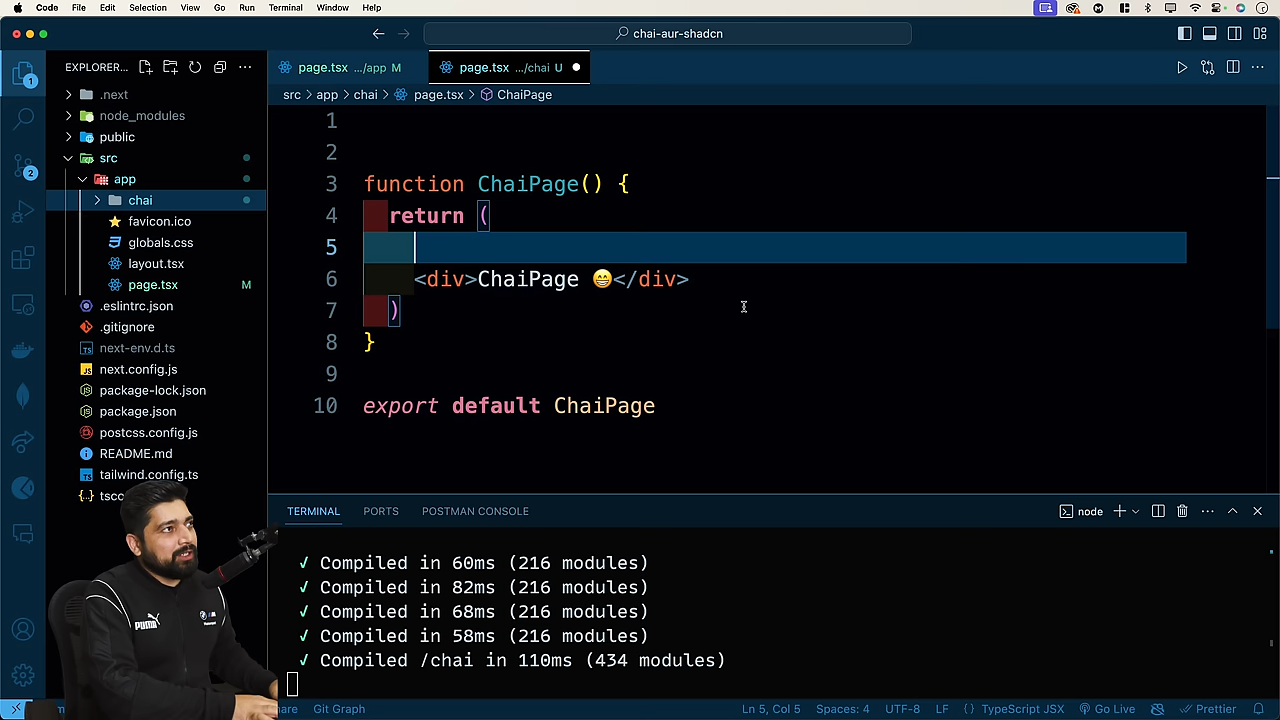 Code File Edit Selection View Go Run Terminal Window Help
chai-aur-shadcn
EXPLORER...
page.tsx .../app M
page.tsx .../chai U
src > app > chai > page.tsx > ChaiPage
.next
node_modules
public
src
app
chai
favicon.ico
globals.css
layout.tsx
page.tsx M
.eslintrc.json
.gitignore
next-env.d.ts
next.config.js
package-lock.json
package.json
postcss.config.js
README.md
tailwind.config.ts
1
2
1
2
3 function ChaiPage() {
4 return (
5
6 <div>ChaiPage 😁</div>
7 )
8 }
9
10 export default ChaiPage
TERMINAL PORTS POSTMAN CONSOLE
node
✓ Compiled in 60ms (216 modules)
✓ Compiled in 82ms (216 modules)
✓ Compiled in 68ms (216 modules)
✓ Compiled in 58ms (216 modules)
✓ Compiled /chai in 110ms (434 modules)
PUMA
Git Graph
Ln 5, Col 5 Spaces: 4 UTF-8 LF {} TypeScript JSX Go Live Prettier